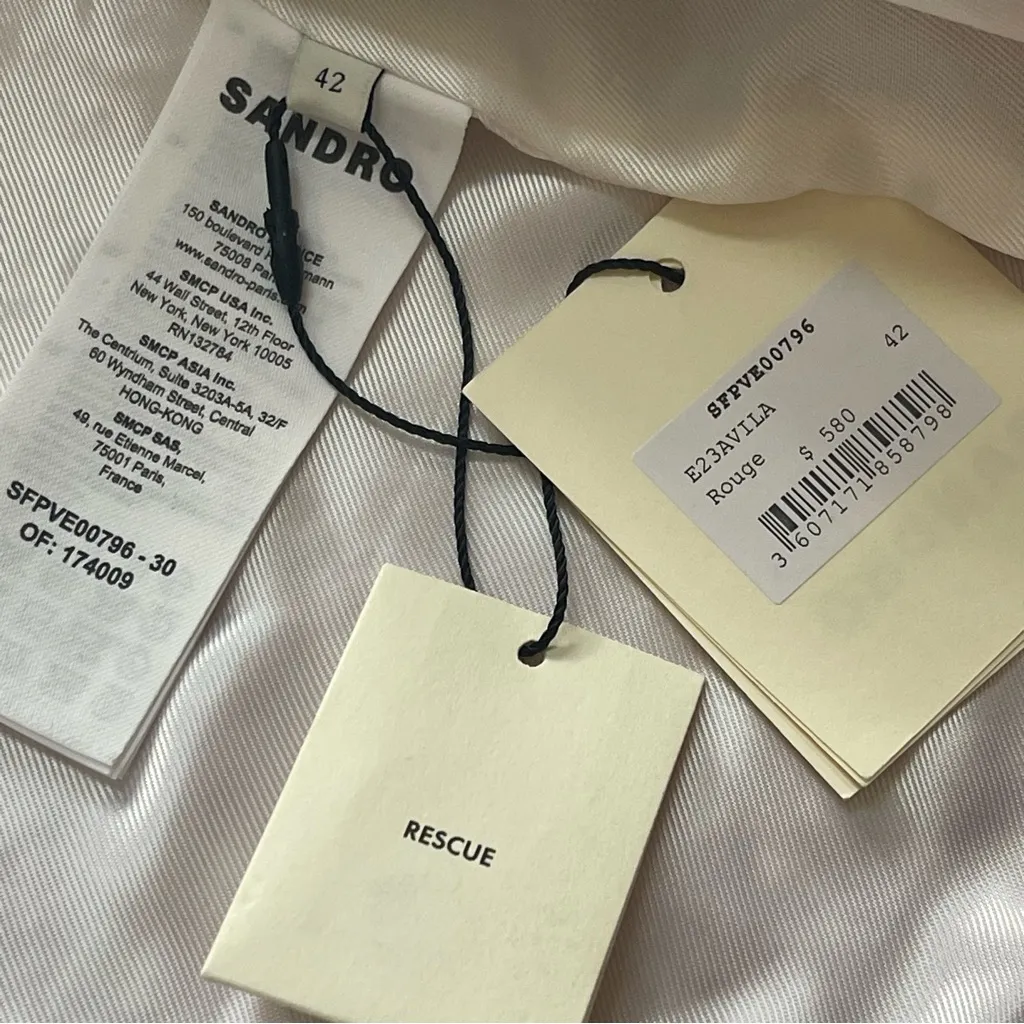 42
SANDRO
SANDRO
150 boulevard
75008
www.sandro-paris.
SMCP USA Inc.
44 Wall Street, 12th Floor
New York, New York 10005
RN132784
SMCP ASIA Inc.
The Centrium, Suite 3203A-5A, 32/F
60 Wyndham Street, Central
HONG-KONG
SMCP SAS,
49, rue Etienne Marcel,
75001 Paris,
France
SFPVE00796 - 30
OF: 174009
SFPVE00796
42
E23AVILA
Rouge $ 580
3 607171 858798
RESCUE